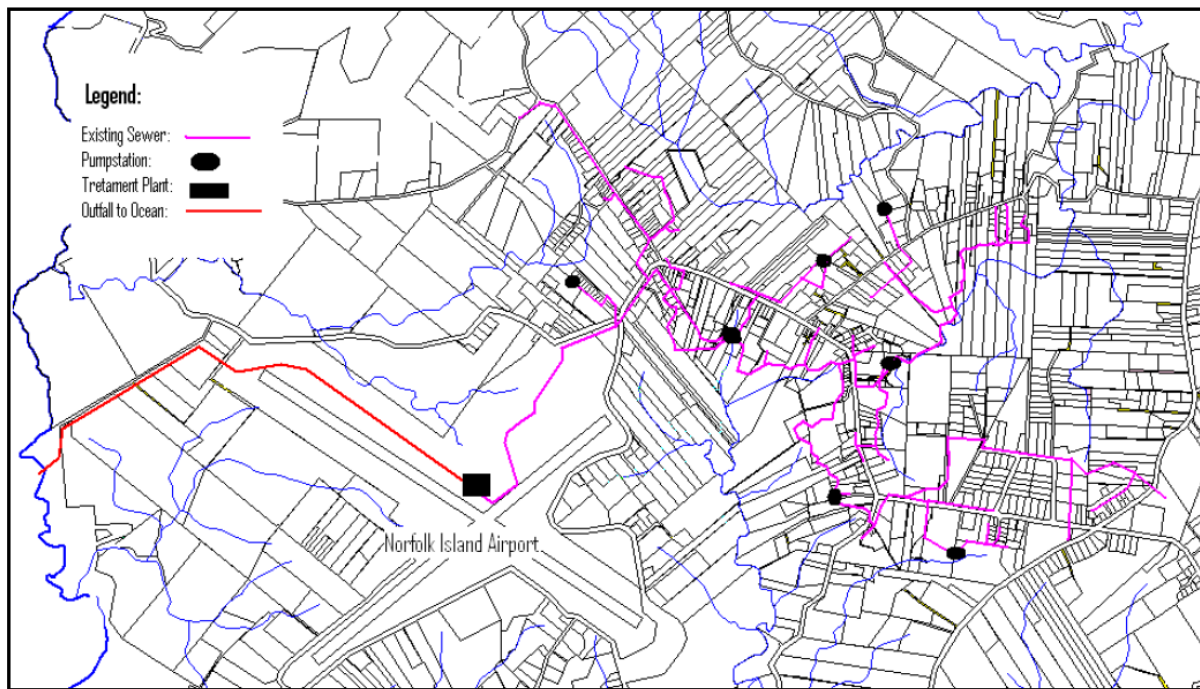 Legend:
Existing Sewer:
Pumpstation:
Tretament Plant:
Outfall to Ocean:
Norfolk Island Airport